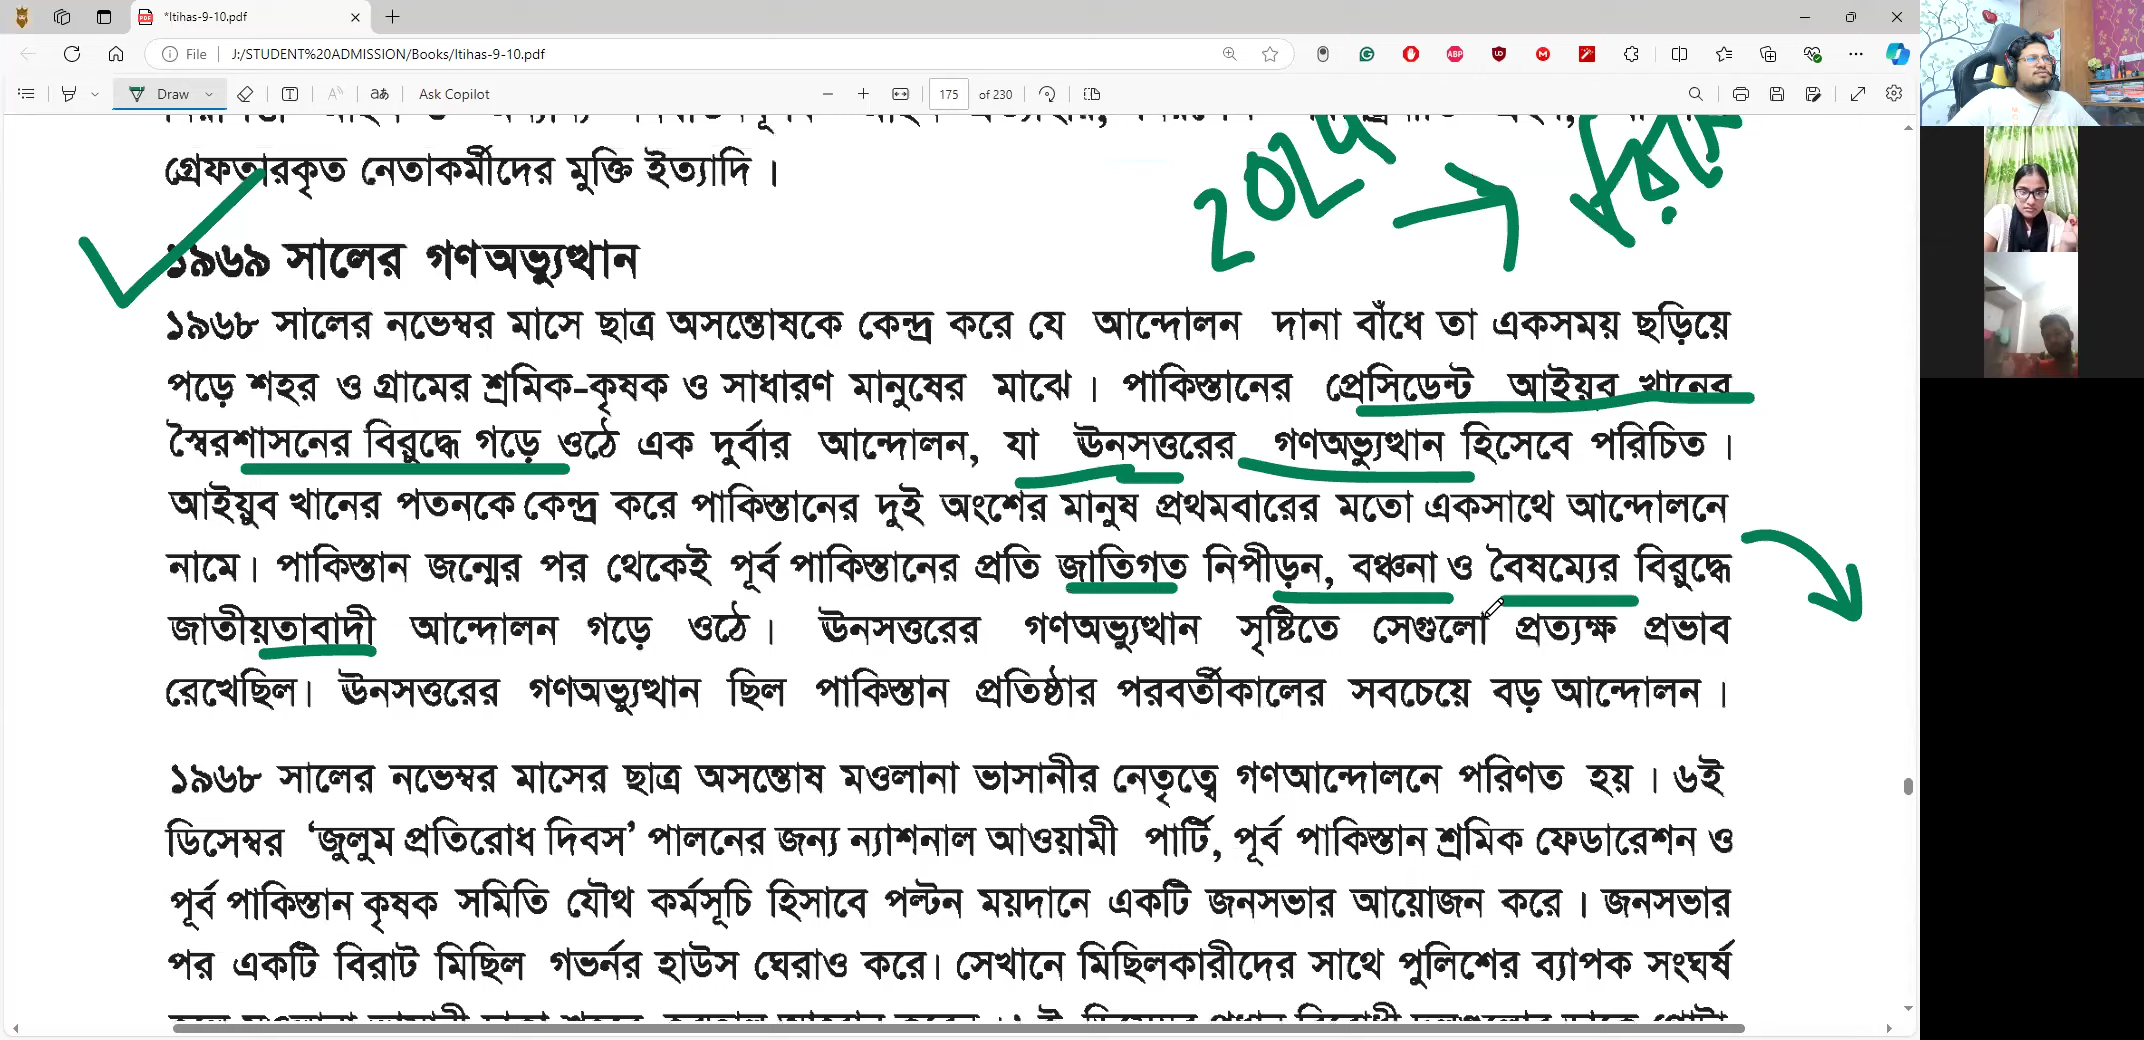 *Itihas-9-10.pdf
File J:/STUDENT%20ADMISSION/Books/Itihas-9-10.pdf
Draw Ask Copilot 175 of 230
গ্রেফতারকৃত নেতাকর্মীদের মুক্তি ইত্যাদি।
2024
১৯৬৯ সালের গণঅভ্যুত্থান
১৯৬৮ সালের নভেম্বর মাসে ছাত্র অসন্তোষকে কেন্দ্র করে যে আন্দোলন দানা বাঁধে তা একসময় ছড়িয়ে
পড়ে শহর ও গ্রামের শ্রমিক-কৃষক ও সাধারণ মানুষের মাঝে। পাকিস্তানের প্রেসিডেন্ট আইয়ুব খানের
স্বৈরশাসনের বিরুদ্ধে গড়ে ওঠে এক দুর্বার আন্দোলন, যা ঊনসত্তরের গণঅভ্যুত্থান হিসেবে পরিচিত।
আইয়ুব খানের পতনকে কেন্দ্র করে পাকিস্তানের দুই অংশের মানুষ প্রথমবারের মতো একসাথে আন্দোলনে
নামে। পাকিস্তান জন্মের পর থেকেই পূর্ব পাকিস্তানের প্রতি জাতিগত নিপীড়ন, বঞ্চনা ও বৈষম্যের বিরুদ্ধে
জাতীয়তাবাদী আন্দোলন গড়ে ওঠে। ঊনসত্তরের গণঅভ্যুত্থান সৃষ্টিতে সেগুলো প্রত্যক্ষ প্রভাব
রেখেছিল। ঊনসত্তরের গণঅভ্যুত্থান ছিল পাকিস্তান প্রতিষ্ঠার পরবর্তীকালের সবচেয়ে বড় আন্দোলন।
১৯৬৮ সালের নভেম্বর মাসের ছাত্র অসন্তোষ মওলানা ভাসানীর নেতৃত্বে গণআন্দোলনে পরিণত হয়। ৬ই
ডিসেম্বর ‘জুলুম প্রতিরোধ দিবস’ পালনের জন্য ন্যাশনাল আওয়ামী পার্টি, পূর্ব পাকিস্তান শ্রমিক ফেডারেশন ও
পূর্ব পাকিস্তান কৃষক সমিতি যৌথ কর্মসূচি হিসাবে পল্টন ময়দানে একটি জনসভার আয়োজন করে। জনসভার
পর একটি বিরাট মিছিল গভর্নর হাউস ঘেরাও করে। সেখানে মিছিলকারীদের সাথে পুলিশের ব্যাপক সংঘর্ষ